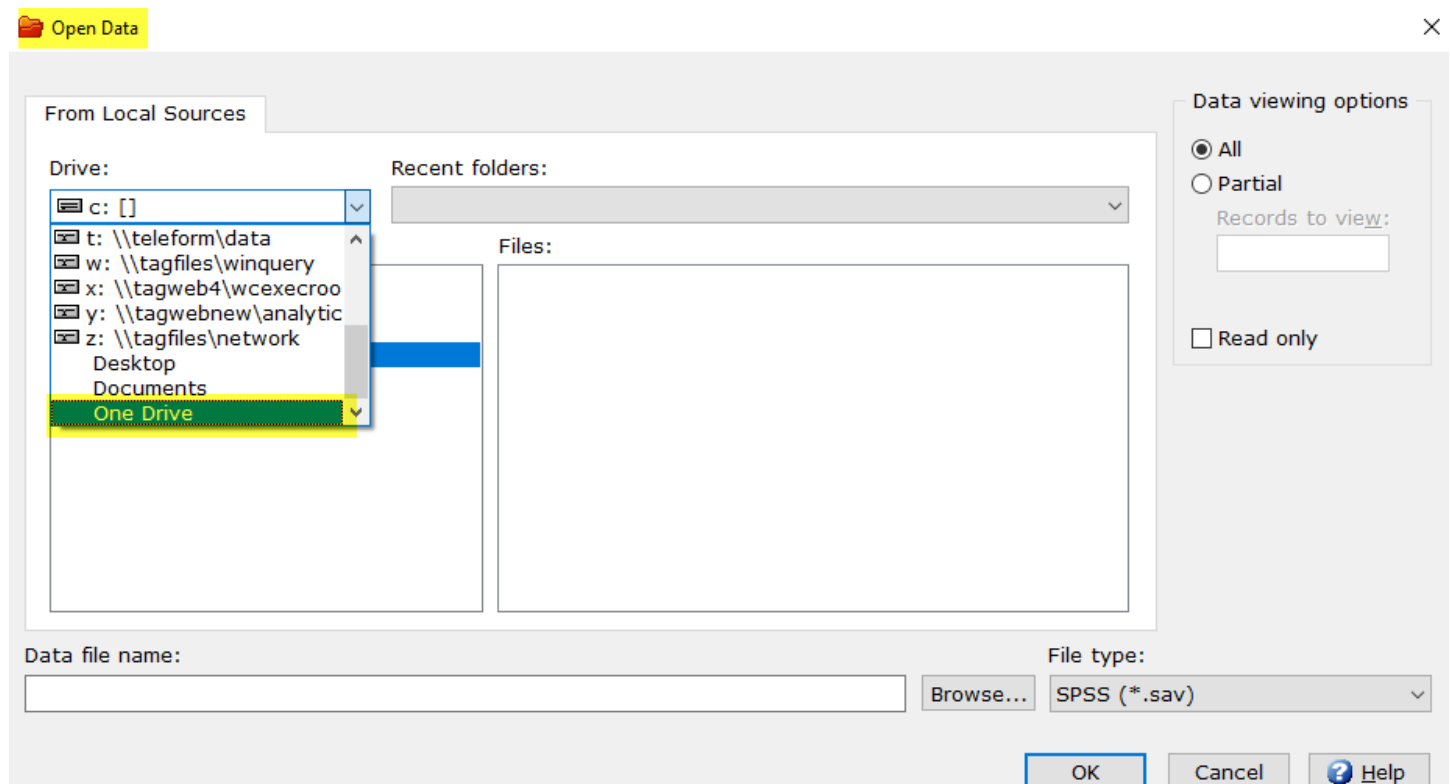 Open Data
From Local Sources
Data viewing options
Drive:
Recent folders:
All
Partial
Records to view:
c: []
t: \\teleform\data
w: \\tagfiles\winquery
x: \\tagweb4\wcexecroo
y: \\tagwebnew\analytic
z: \\tagfiles\network
Desktop
Documents
One Drive
Files:
Read only
Data file name:
File type:
Browse...
SPSS (*.sav)
OK
Cancel
Help